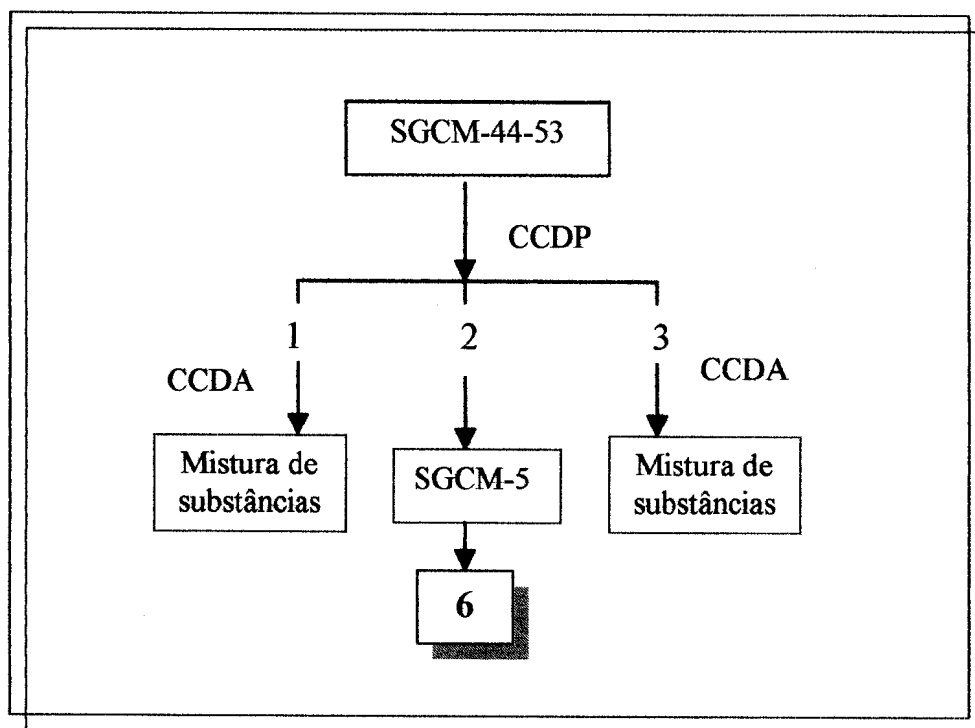 SGCM-44-53
CCDP
1
2
3
CCDA
CCDA
Mistura de
substâncias
SGCM-5
Mistura de
substâncias
6